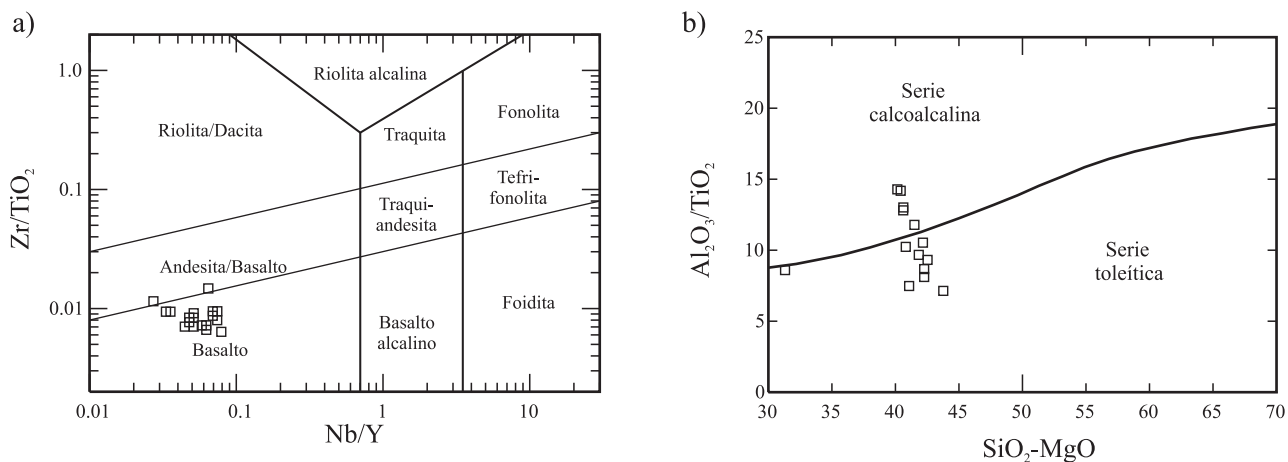 a)
Zr/TiO₂
1.0
0.1
0.01
Riolita alcalina
Riolita/Dacita
Traquita
Fonolita
Tefri-
fonolita
Traqui-
andesita
Andesita/Basalto
Basalto
Basalto
alcalino
Foidita
0.01
0.1
1
10
Nb/Y
b)
Al₂O₃/TiO₂
25
20
15
10
5
0
Serie
calcoalcalina
Serie
toleítica
30
35
40
45
50
55
60
65
70
SiO₂-MgO